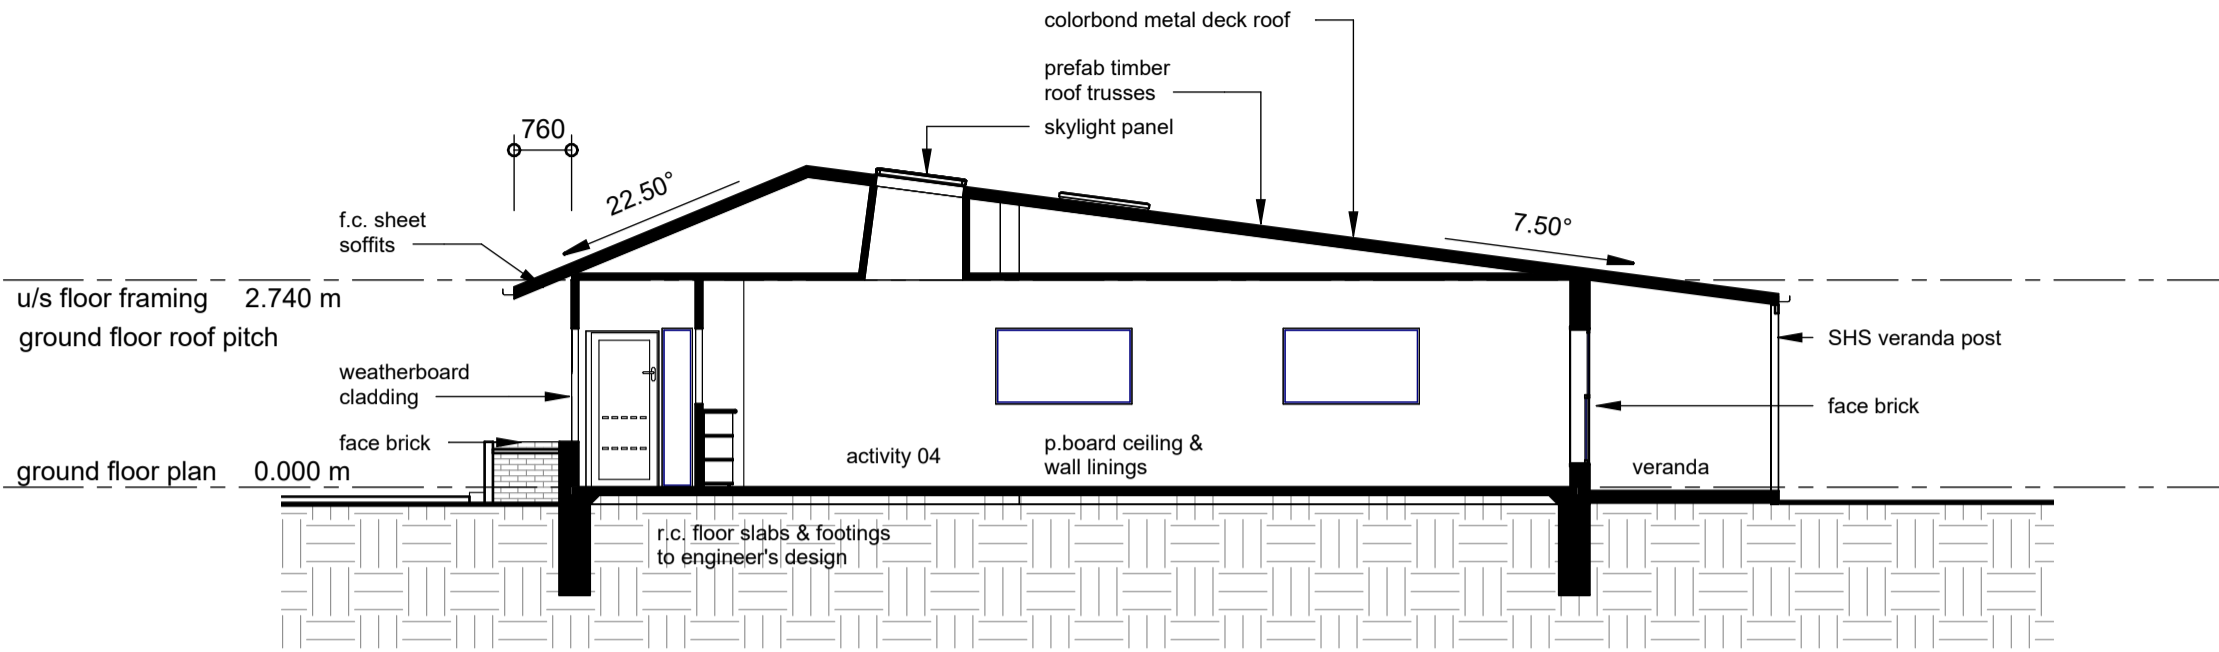 colorbond metal deck roof
prefab timber
roof trusses
skylight panel
760
22.50°
7.50°
f.c. sheet
soffits
u/s floor framing 2.740 m
ground floor roof pitch
SHS veranda post
weatherboard
cladding
face brick
face brick
ground floor plan 0.000 m
activity 04
p.board ceiling &
wall linings
veranda
r.c. floor slabs & footings
to engineer's design